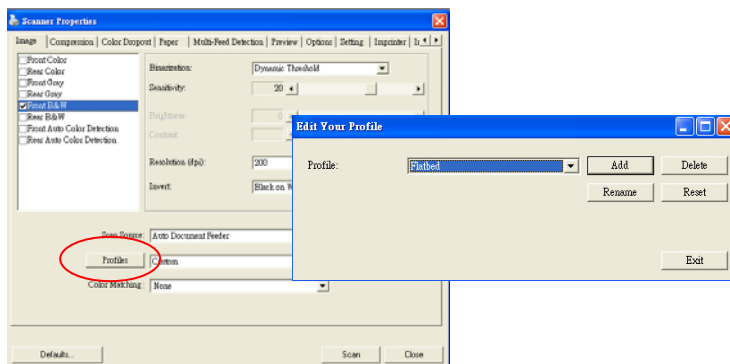 Scanner Properties
Image Compression Color Dropout Paper Multi-Feed Detection Preview Options Setting Imprinter
Front Color
Rear Color
Front Gray
Rear Gray
Front B&W
Rear B&W
Front Auto Color Detection
Rear Auto Color Detection
Binarization: Dynamic Threshold
Sensitivity: 20
Brightness: 0
Contrast:
Resolution (dpi): 200
Invert: Black on W
Scan Source: Auto Document Feeder
Profiles Custom
Color Matching: None
Defaults... Scan Close
Edit Your Profile
Profile: Flatbed Add Delete
Rename Reset
Exit